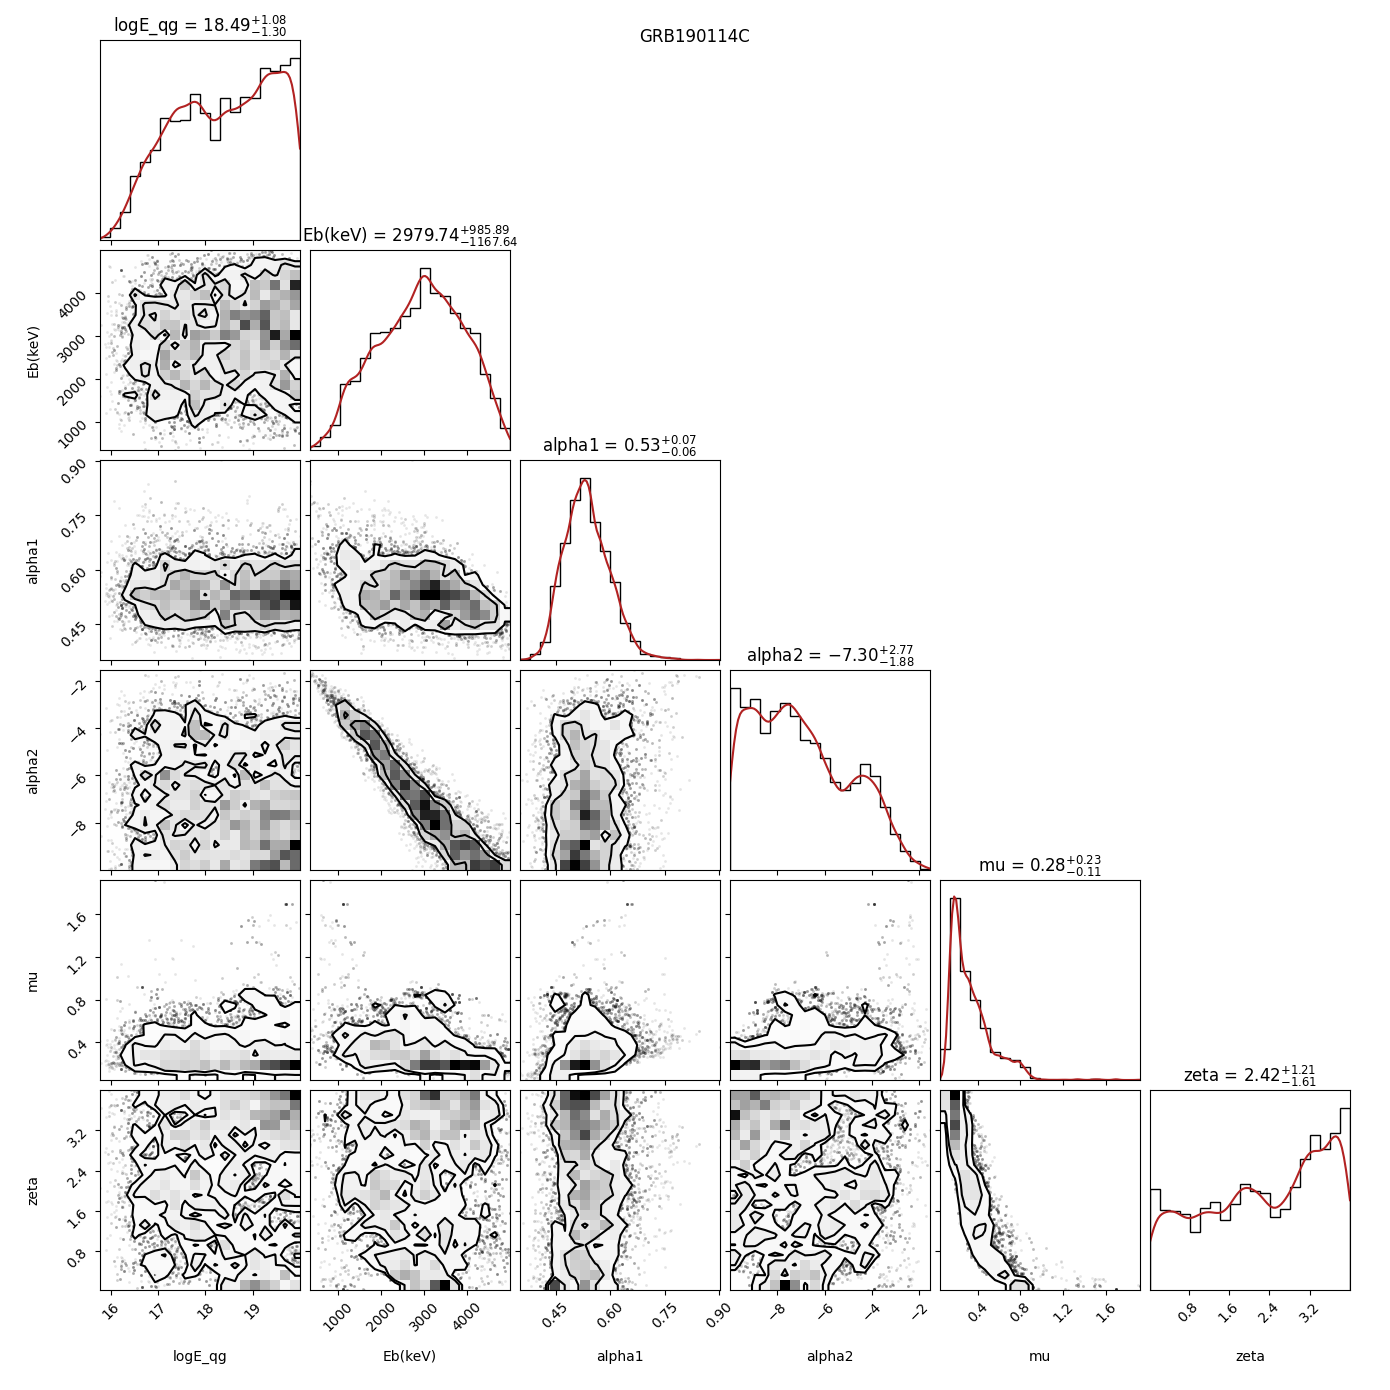 GRB190114C
logE_qg = 18.49^{+1.08}_{−1.30}
Eb(keV) = 2979.74^{+985.89}_{−1167.64}
4000
3000
2000
1000
Eb(keV)
alpha1 = 0.53^{+0.07}_{−0.06}
0.90
0.75
0.60
0.45
alpha1
alpha2 = −7.30^{+2.77}_{−1.88}
−2
−4
−6
−8
alpha2
mu = 0.28^{+0.23}_{−0.11}
1.6
1.2
0.8
0.4
mu
zeta = 2.42^{+1.21}_{−1.61}
3.2
2.4
1.6
0.8
zeta
16 17 18 19
1000 2000 3000 4000
0.45 0.60 0.75 0.90
−8 −6 −4 −2
0.4 0.8 1.2 1.6
0.8 1.6 2.4 3.2
logE_qg Eb(keV) alpha1 alpha2 mu zeta